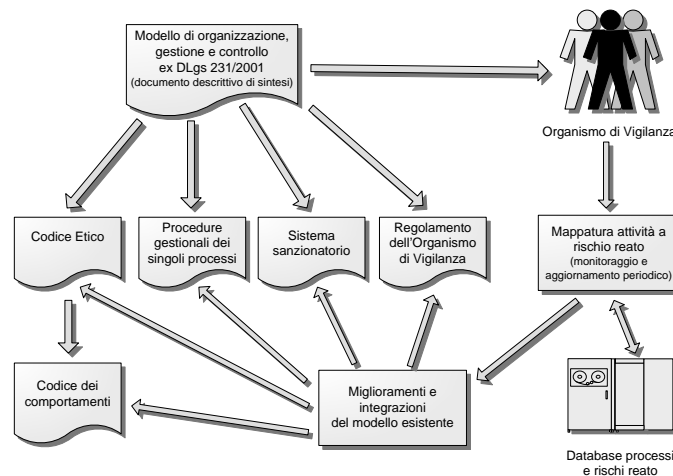 Modello di organizzazione,
gestione e controllo
ex DLgs 231/2001
(documento descrittivo di sintesi)
Organismo di Vigilanza
Codice Etico
Procedure
gestionali dei
singoli processi
Sistema
sanzionatorio
Regolamento
dell'Organismo
di Vigilanza
Mappatura attività a
rischio reato
(monitoraggio e
aggiornamento periodico)
Codice dei
comportamenti
Miglioramenti e
integrazioni
del modello esistente
Database processi
e rischi reato